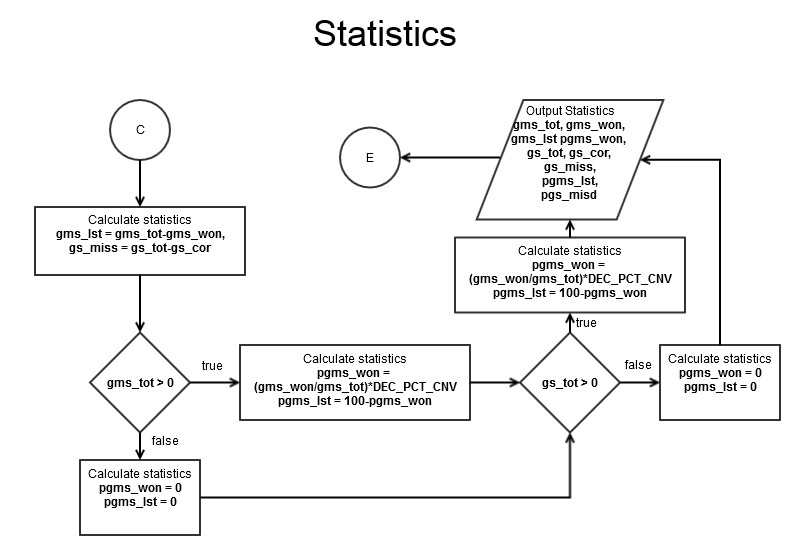 Statistics
C
Calculate statistics
gms_lst = gms_tot-gms_won,
gs_miss = gs_tot-gs_cor
gms_tot > 0
true
false
Calculate statistics
pgms_won = 0
pgms_lst = 0
Calculate statistics
pgms_won =
(gms_won/gms_tot)*DEC_PCT_CNV
pgms_lst = 100-pgms_won
gs_tot > 0
true
false
Calculate statistics
pgms_won =
(gms_won/gms_tot)*DEC_PCT_CNV
pgms_lst = 100-pgms_won
Calculate statistics
pgms_won = 0
pgms_lst = 0
Output Statistics
gms_tot, gms_won,
gms_lst pgms_won,
gs_tot, gs_cor,
gs_miss,
pgms_lst,
pgs_misd
E